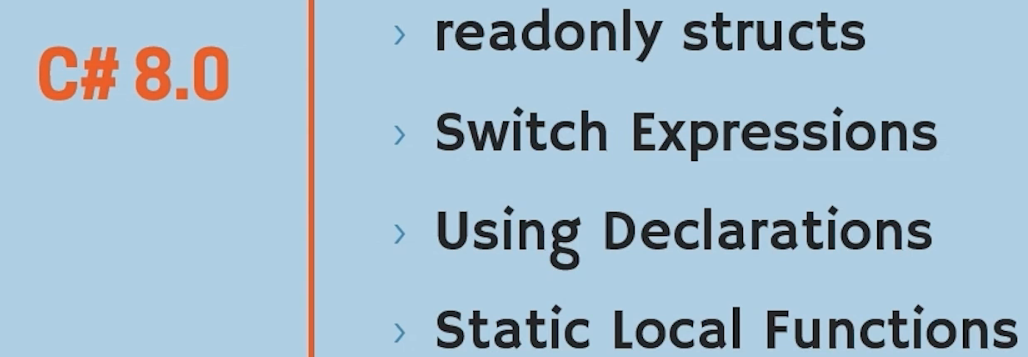 C# 8.0
› readonly structs
› Switch Expressions
› Using Declarations
› Static Local Functions